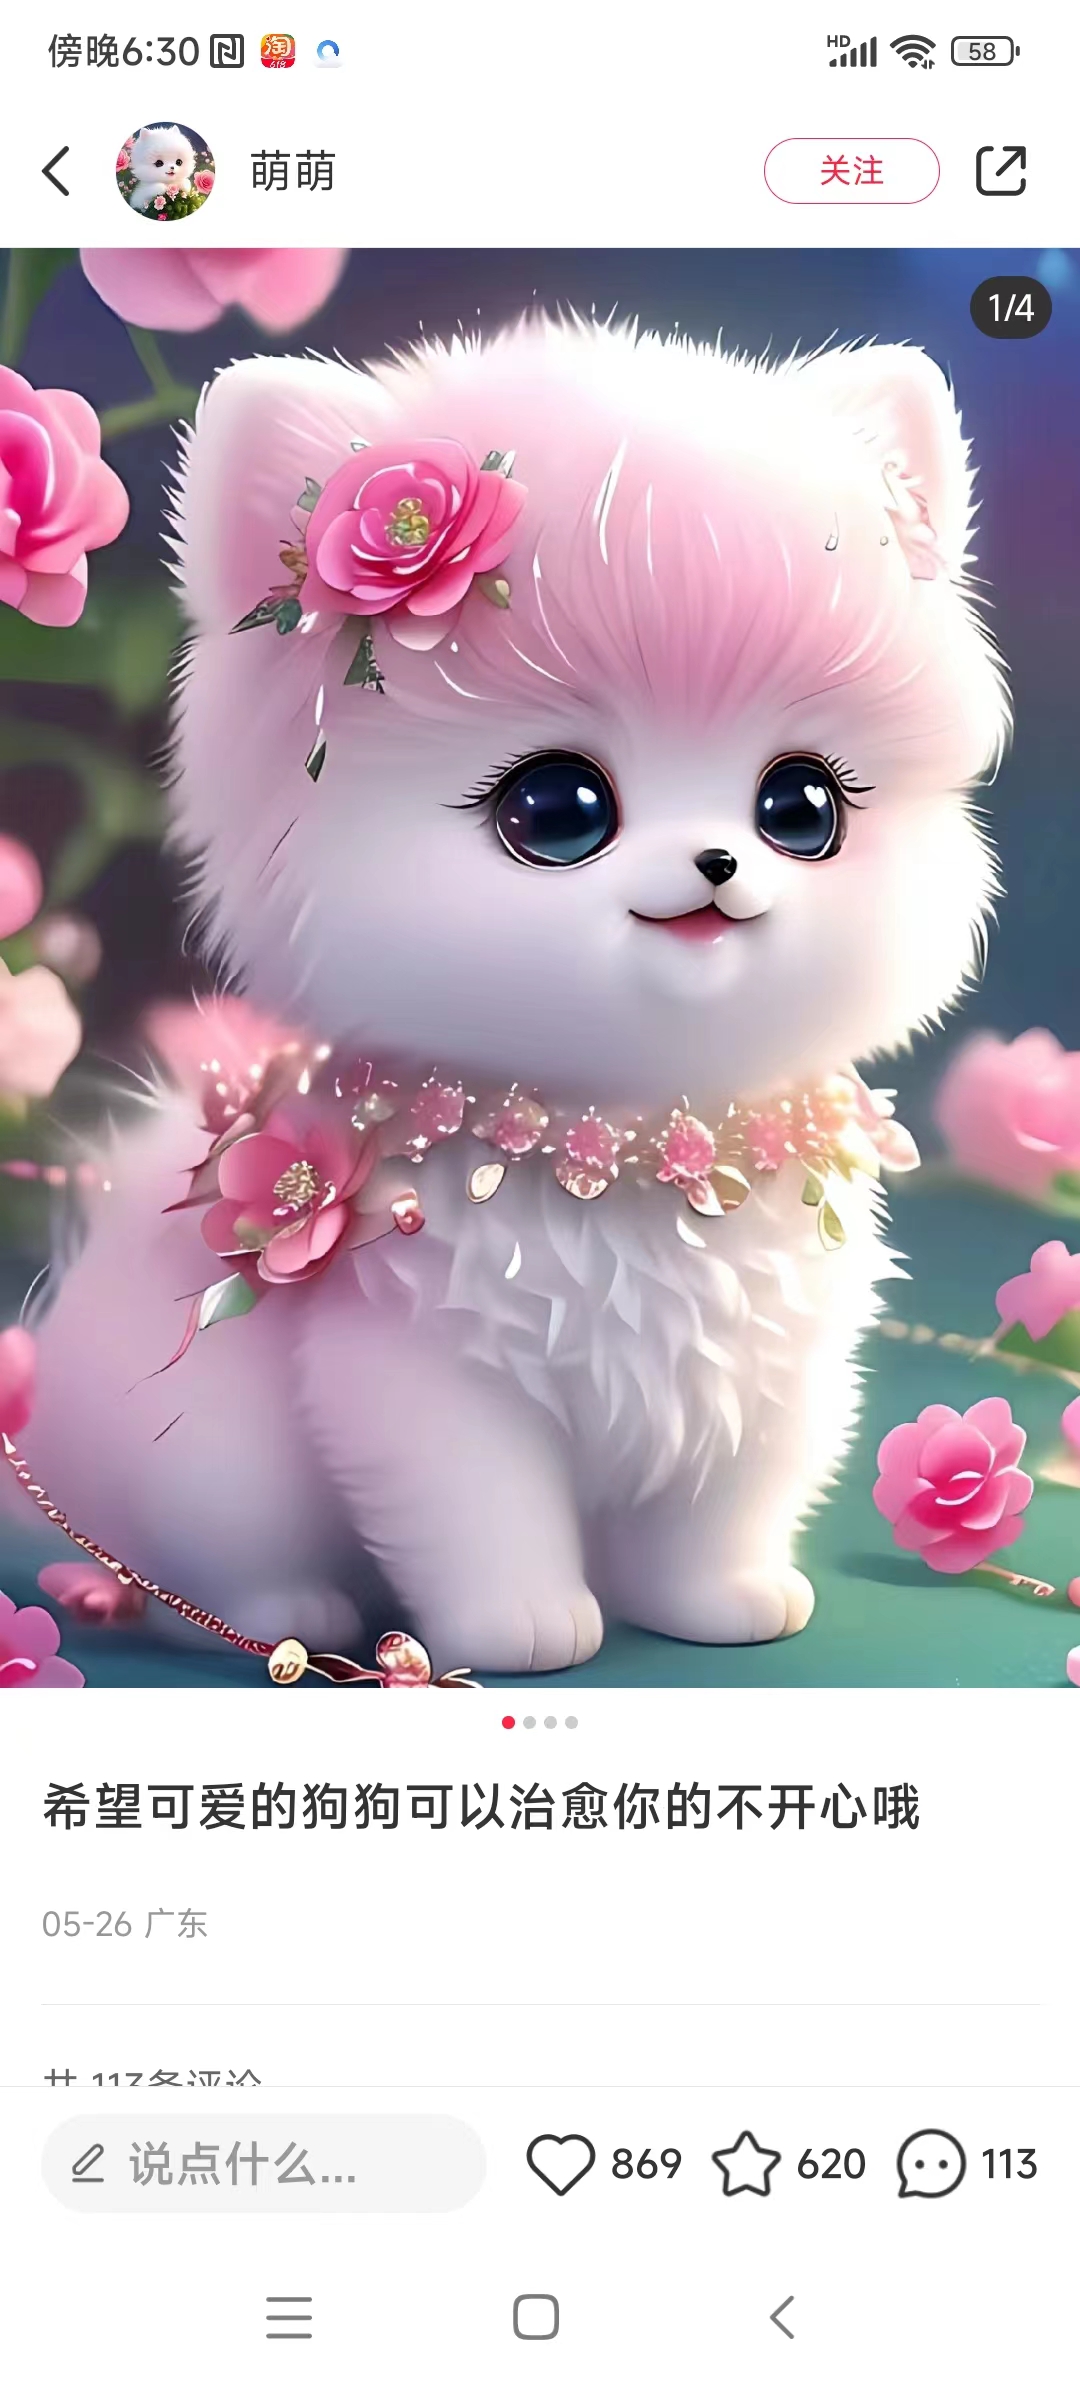 傍晚6:30 淘 618 HD 58
萌萌 关注
1/4
希望可爱的狗狗可以治愈你的不开心哦
05-26 广东
共 113条评论
说点什么... 869 620 113